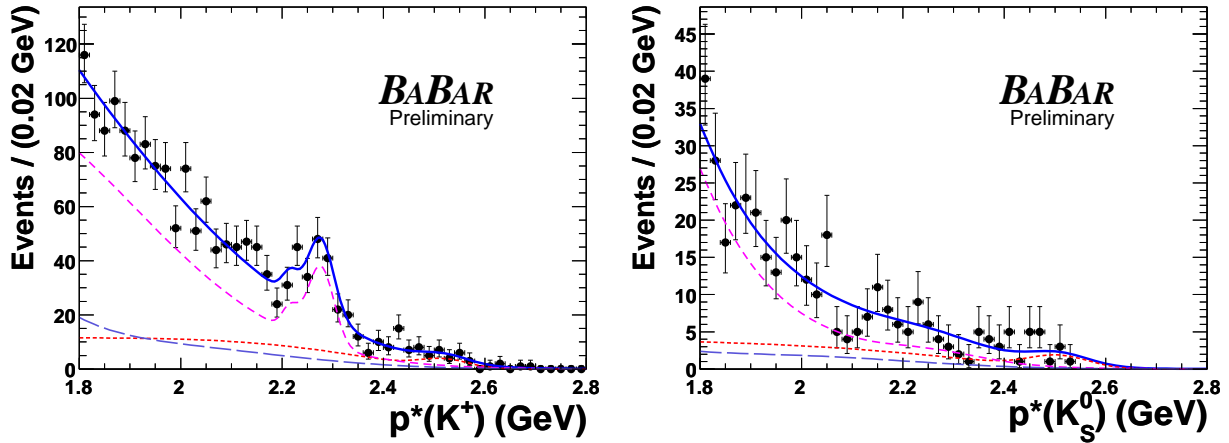 Events / (0.02 GeV)
120
100
80
60
40
20
0
BABAR
Preliminary
1.8 2 2.2 2.4 2.6 2.8
p*(K⁺) (GeV)
Events / (0.02 GeV)
45
40
35
30
25
20
15
10
5
0
BABAR
Preliminary
1.8 2 2.2 2.4 2.6 2.8
p*(K⁰_S) (GeV)